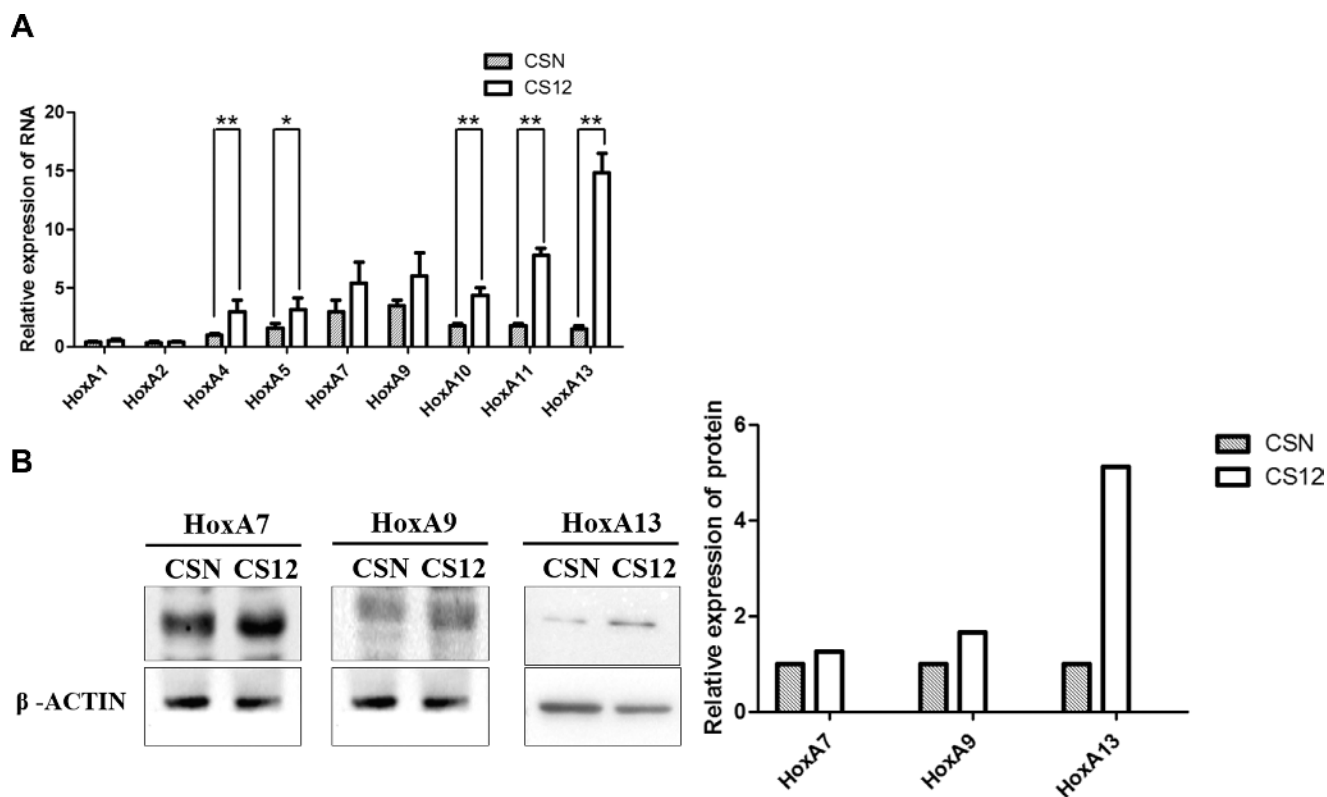 A
CSN
CS12
Relative expression of RNA
20
15
10
5
0
** * ** ** **
HoxA1 HoxA2 HoxA4 HoxA5 HoxA7 HoxA9 HoxA10 HoxA11 HoxA13
B
HoxA7 HoxA9 HoxA13
CSN CS12 CSN CS12 CSN CS12
β -ACTIN
Relative expression of protein
6
4
2
0
CSN
CS12
HoxA7 HoxA9 HoxA13